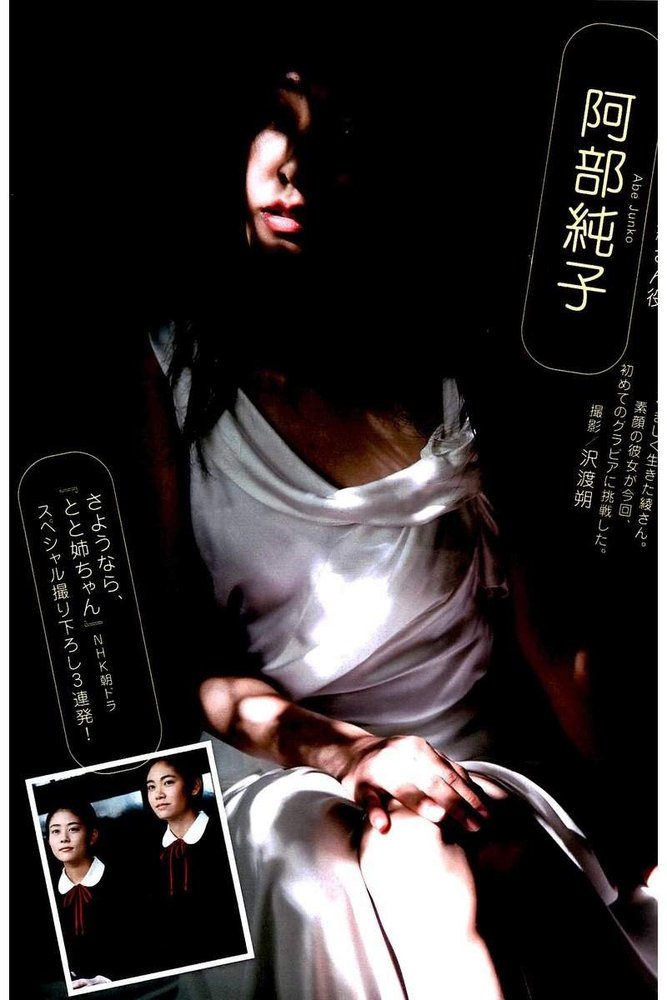 阿部純子
Abe Junko
ん役
く生きた綾さん。
素顔の彼女が今回、
初めてのグラビアに挑戦した。
撮影／沢渡朔
さようなら、
『とと姉ちゃん』NHK朝ドラ
スペシャル撮り下ろし3連発！